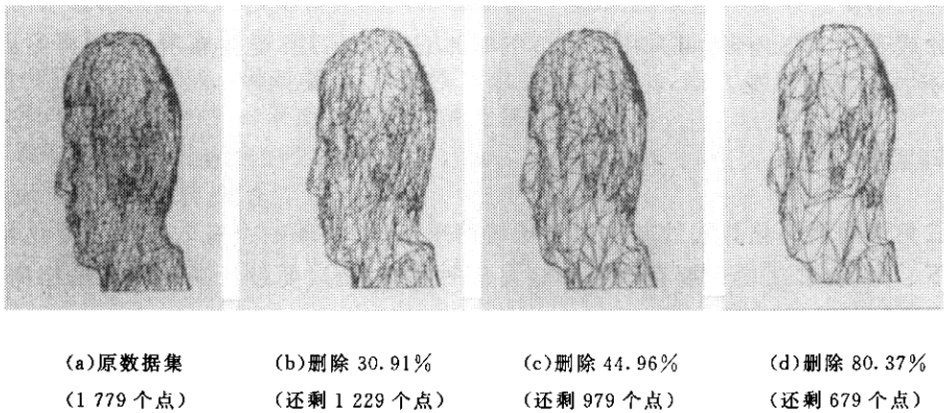 (a)原数据集 (b)删除 30.91% (c)删除 44.96% (d)删除 80.37%
(1 779 个点) (还剩 1 229 个点) (还剩 979 个点) (还剩 679 个点)